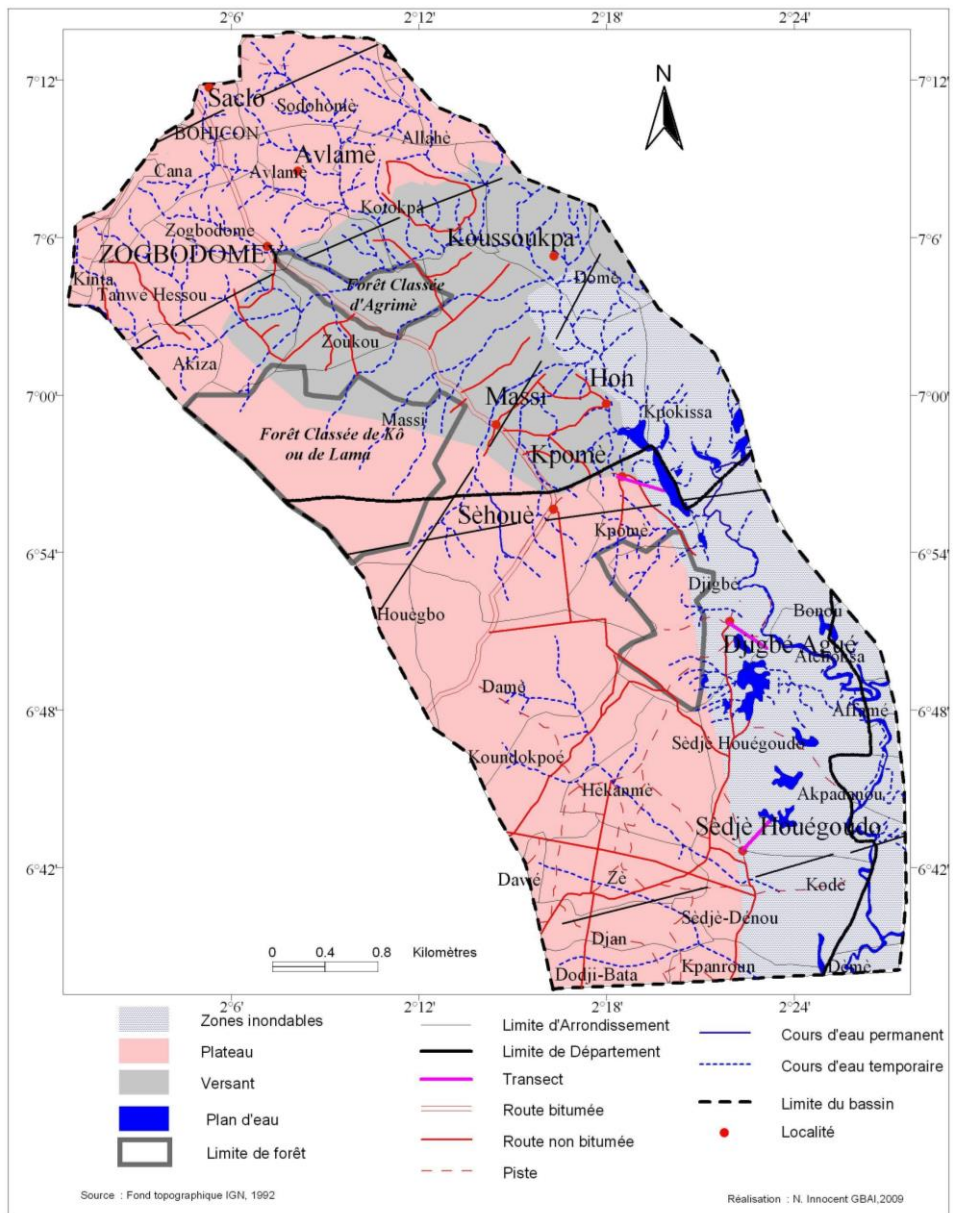 2°6'
2°12'
2°18'
2°24'
7°12'
7°12'
N
Saclo
Sodohomè
BOHICON
Allahè
Avlamè
Cana
Avlamè
Kotokpa
Zogbodome
7°6'
7°6'
ZOGBODOMEY
Koussoukpa
Kinta
Tanwe Hessou
Forêt Classée
d'Agrimè
Domè
Zoukou
Akiza
Hon
7°00'
7°00'
Massi
Massi
Kpokissa
Forêt Classée de Kô
ou de Lama
Kpomè
Sèhouè
Kpomè
6°54'
6°54'
Djigbé
Houègbo
Bonou
Djigbé Agué
Atchonsa
Damè
Affamé
6°48'
6°48'
Sèdjè Houégoudo
Koundokpoé
Hékanmè
Akpadanou
Sèdjè Houégoudo
6°42'
6°42'
Dawé
Zè
Kodè
Sèdjè-Dénou
Djan
0 0.4 0.8 Kilomètres
Dodji-Bata
Kpanroun
Dèmè
2°6'
2°12'
2°18'
2°24'
Zones inondables
Plateau
Versant
Plan d'eau
Limite de forêt
Limite d'Arrondissement
Limite de Département
Transect
Route bitumée
Route non bitumée
Piste
Cours d'eau permanent
Cours d'eau temporaire
Limite du bassin
Localité
Source : Fond topographique IGN, 1992
Réalisation : N. Innocent GBAI,2009